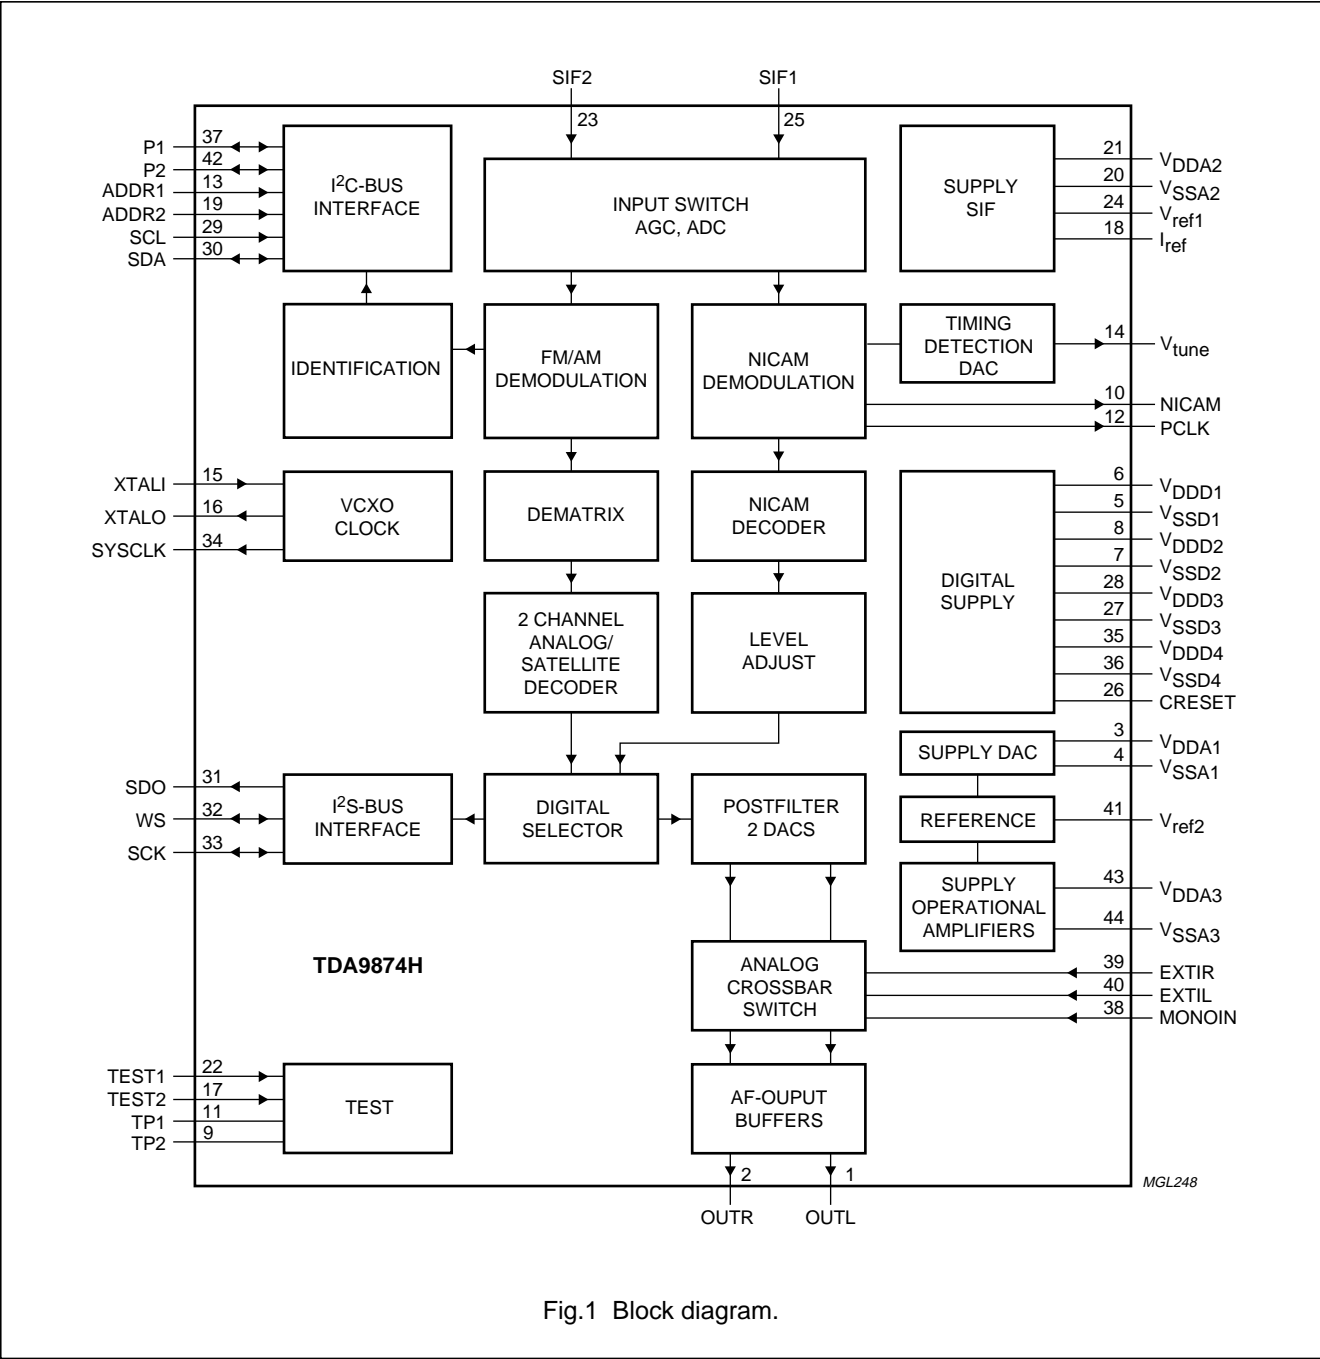 SIF2 SIF1
23 25
P1 37
P2 42
ADDR1 13
ADDR2 19
SCL 29
SDA 30
I²C-BUS
INTERFACE
INPUT SWITCH
AGC, ADC
SUPPLY
SIF
21 VDDA2
20 VSSA2
24 Vref1
18 Iref
IDENTIFICATION
FM/AM
DEMODULATION
NICAM
DEMODULATION
TIMING
DETECTION
DAC
14 Vtune
10 NICAM
12 PCLK
XTALI 15
XTALO 16
SYSCLK 34
VCXO
CLOCK
DEMATRIX
NICAM
DECODER
DIGITAL
SUPPLY
6 VDDD1
5 VSSD1
8 VDDD2
7 VSSD2
28 VDDD3
27 VSSD3
35 VDDD4
36 VSSD4
26 CRESET
2 CHANNEL
ANALOG/
SATELLITE
DECODER
LEVEL
ADJUST
SUPPLY DAC
3 VDDA1
4 VSSA1
SDO 31
WS 32
SCK 33
I²S-BUS
INTERFACE
DIGITAL
SELECTOR
POSTFILTER
2 DACS
REFERENCE
41 Vref2
SUPPLY
OPERATIONAL
AMPLIFIERS
43 VDDA3
44 VSSA3
TDA9874H
ANALOG
CROSSBAR
SWITCH
39 EXTIR
40 EXTIL
38 MONOIN
TEST1 22
TEST2 17
TP1 11
TP2 9
TEST
AF-OUPUT
BUFFERS
2 1
OUTR OUTL
MGL248
Fig.1 Block diagram.